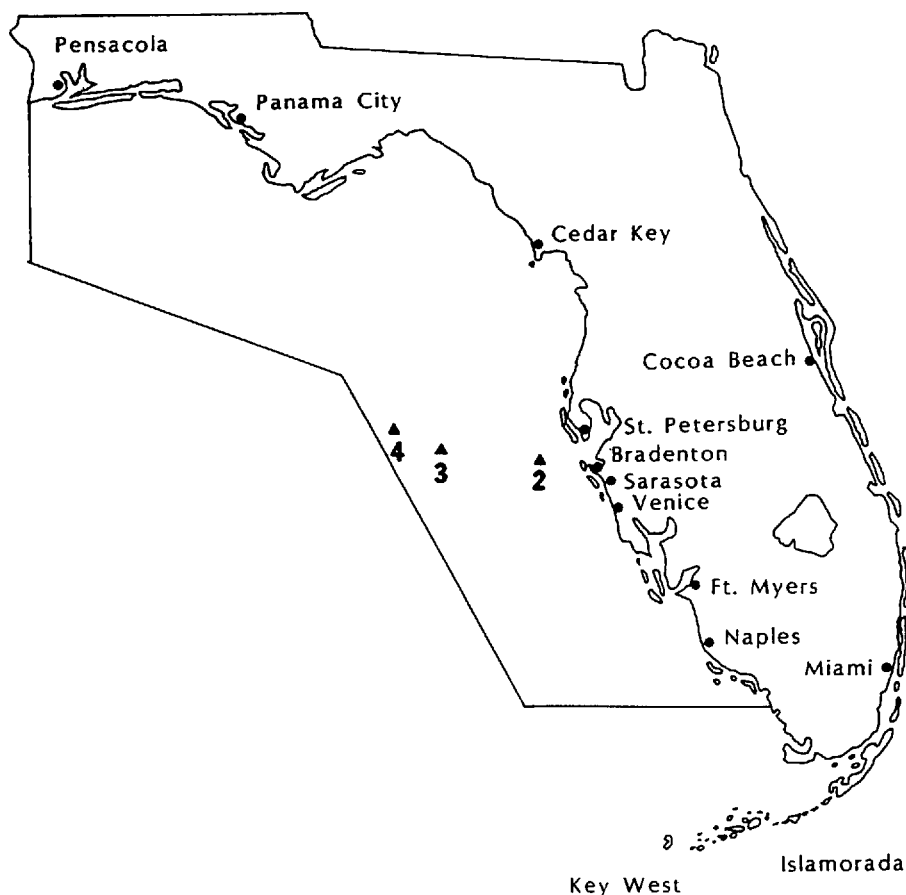 Pensacola
Panama City
Cedar Key
Cocoa Beach
St. Petersburg
4
3
2
Bradenton
Sarasota
Venice
Ft. Myers
Naples
Miami
Islamorada
Key West